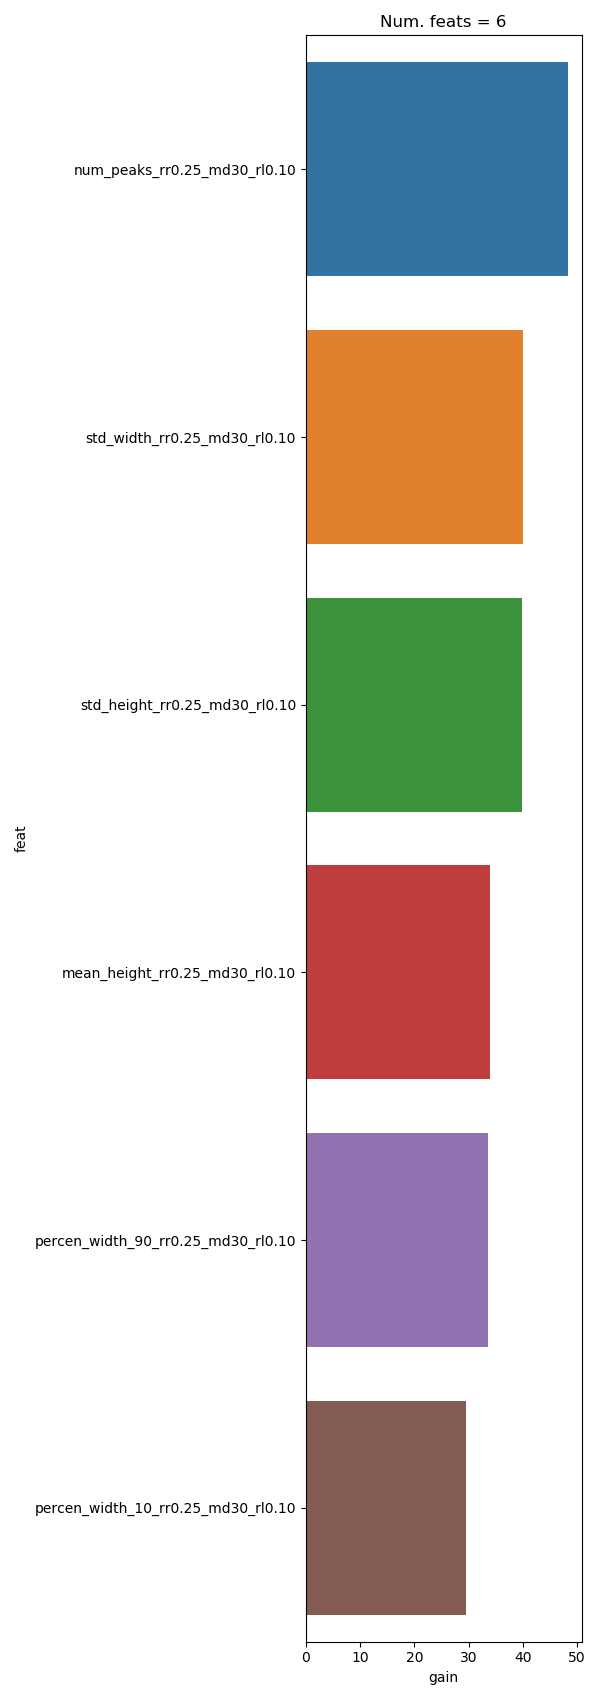 Num. feats = 6
num_peaks_rr0.25_md30_rl0.10
std_width_rr0.25_md30_rl0.10
std_height_rr0.25_md30_rl0.10
feat
mean_height_rr0.25_md30_rl0.10
percen_width_90_rr0.25_md30_rl0.10
percen_width_10_rr0.25_md30_rl0.10
0 10 20 30 40 50
gain